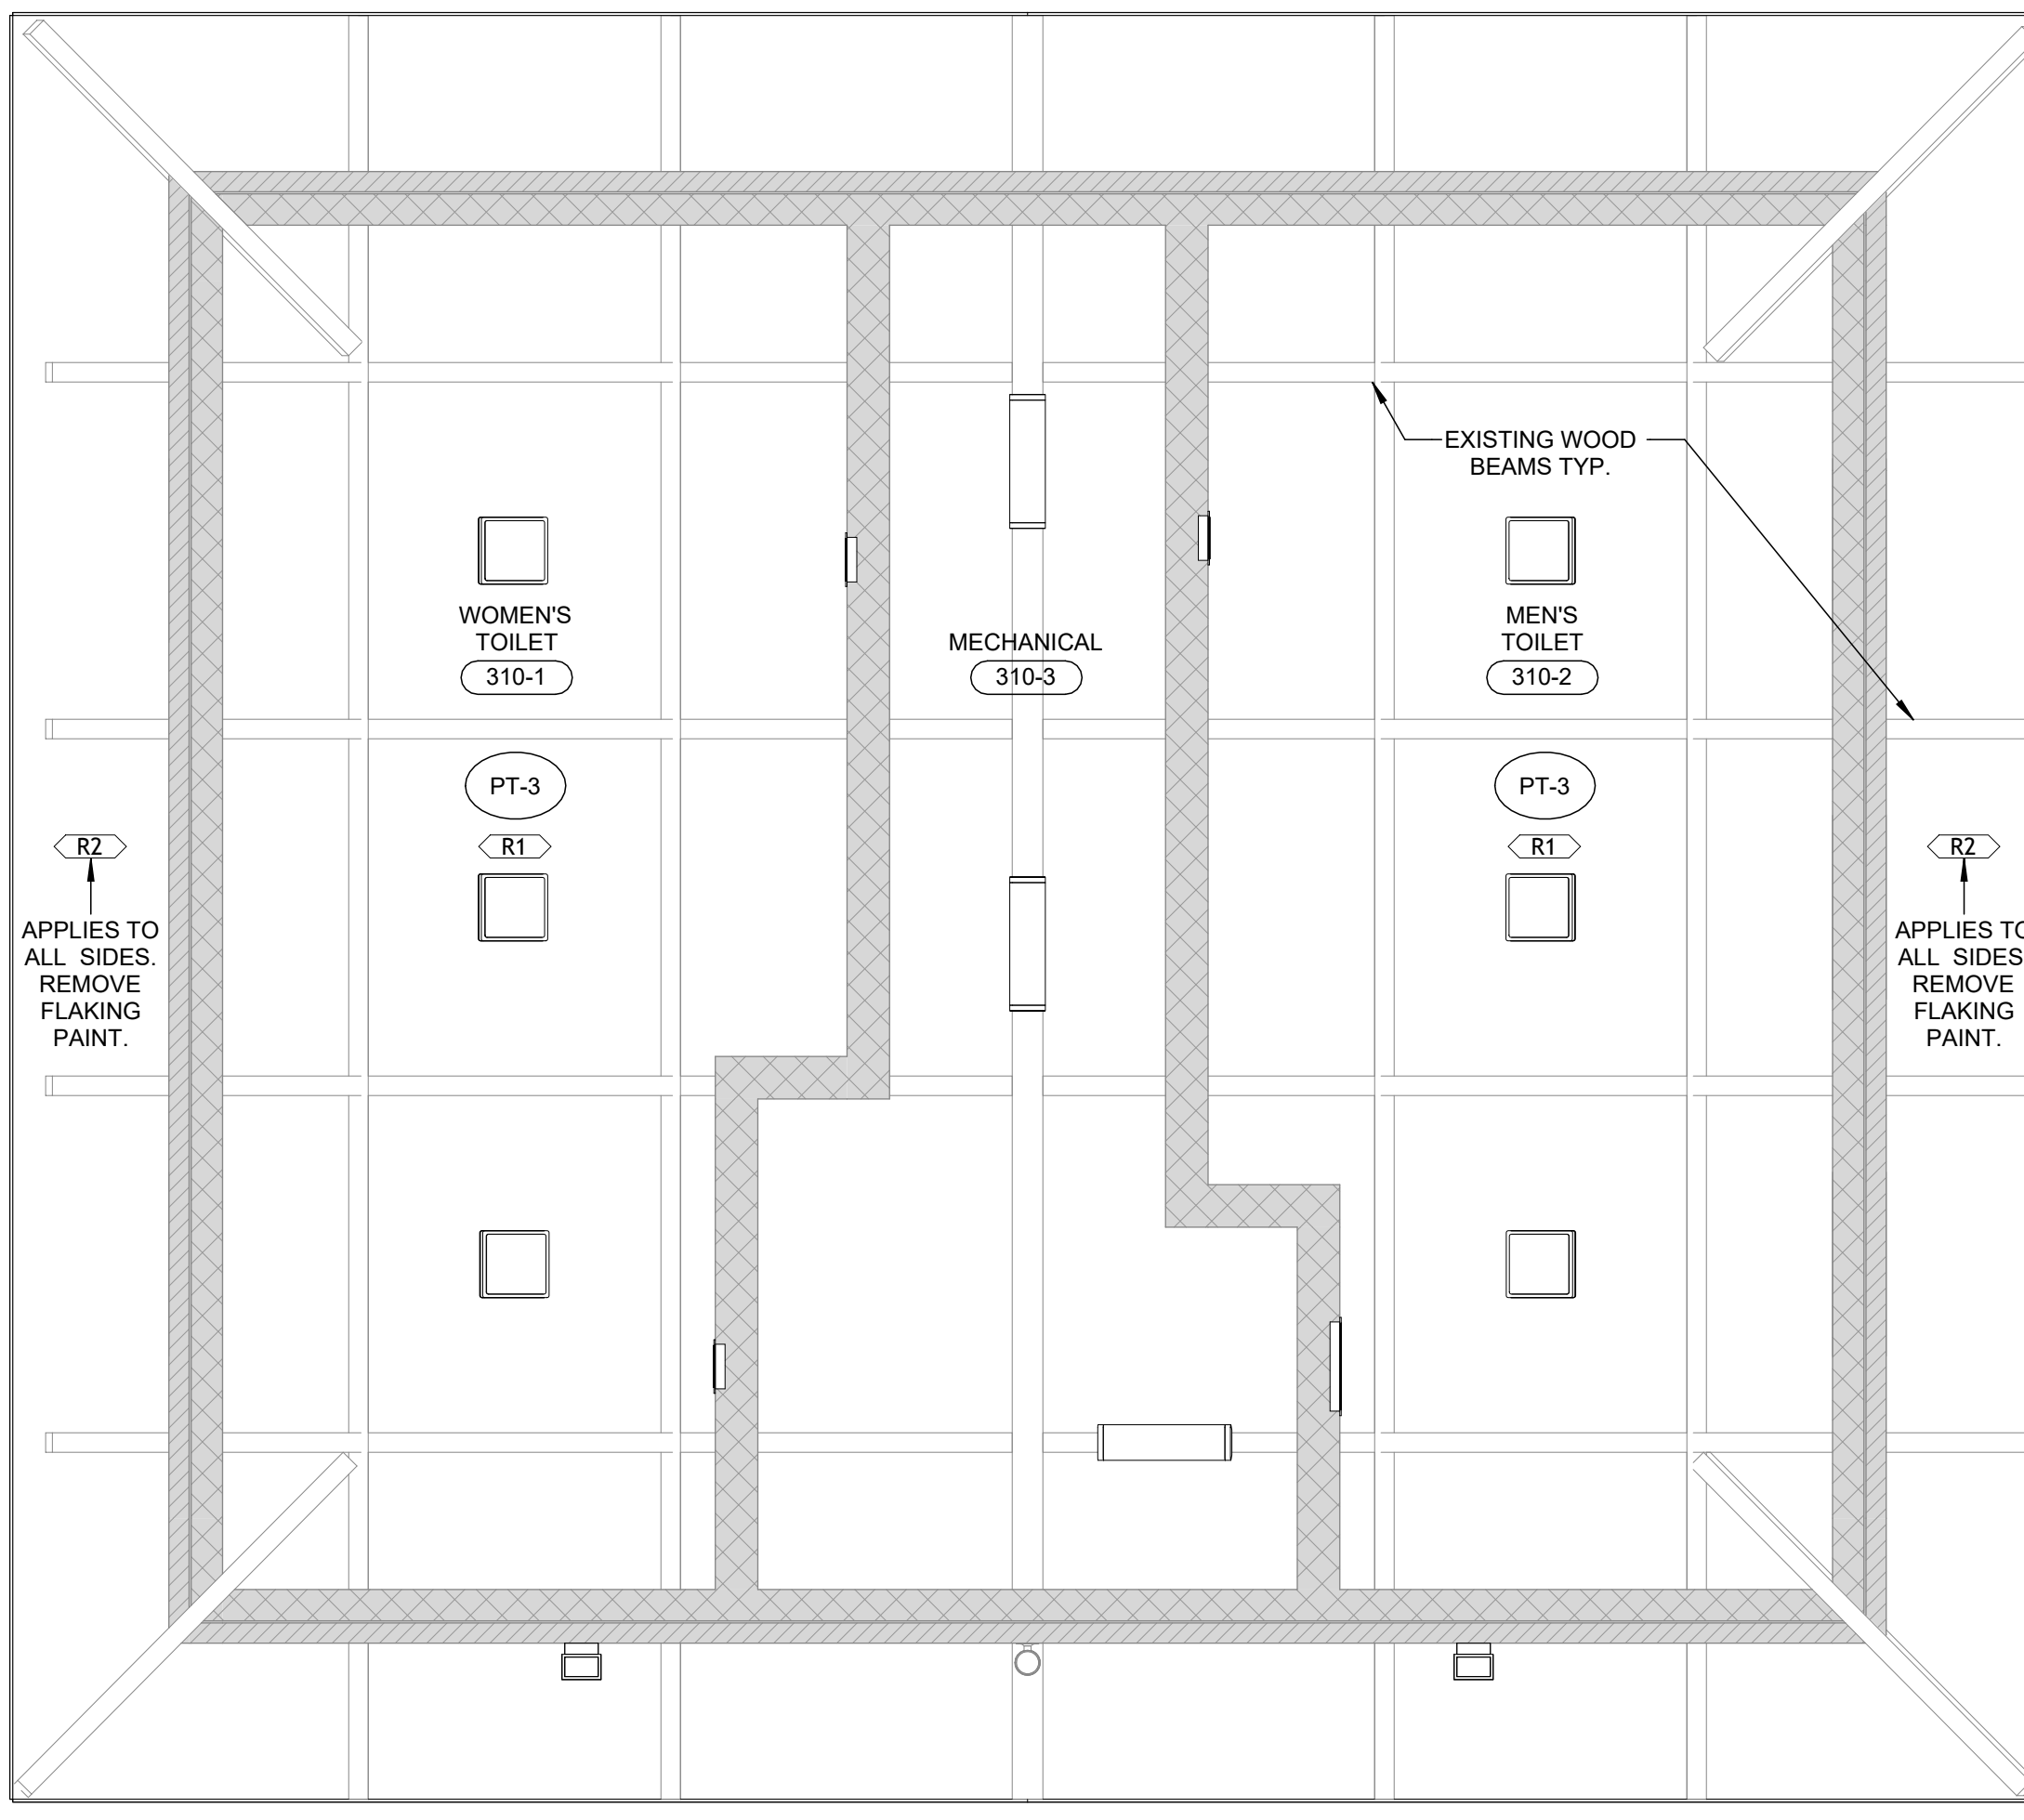 EXISTING WOOD
BEAMS TYP.
WOMEN'S
TOILET
310-1
MECHANICAL
310-3
MEN'S
TOILET
310-2
PT-3
PT-3
R2
R1
R1
R2
APPLIES TO
ALL SIDES.
REMOVE
FLAKING
PAINT.
APPLIES TO
ALL SIDES
REMOVE
FLAKING
PAINT.